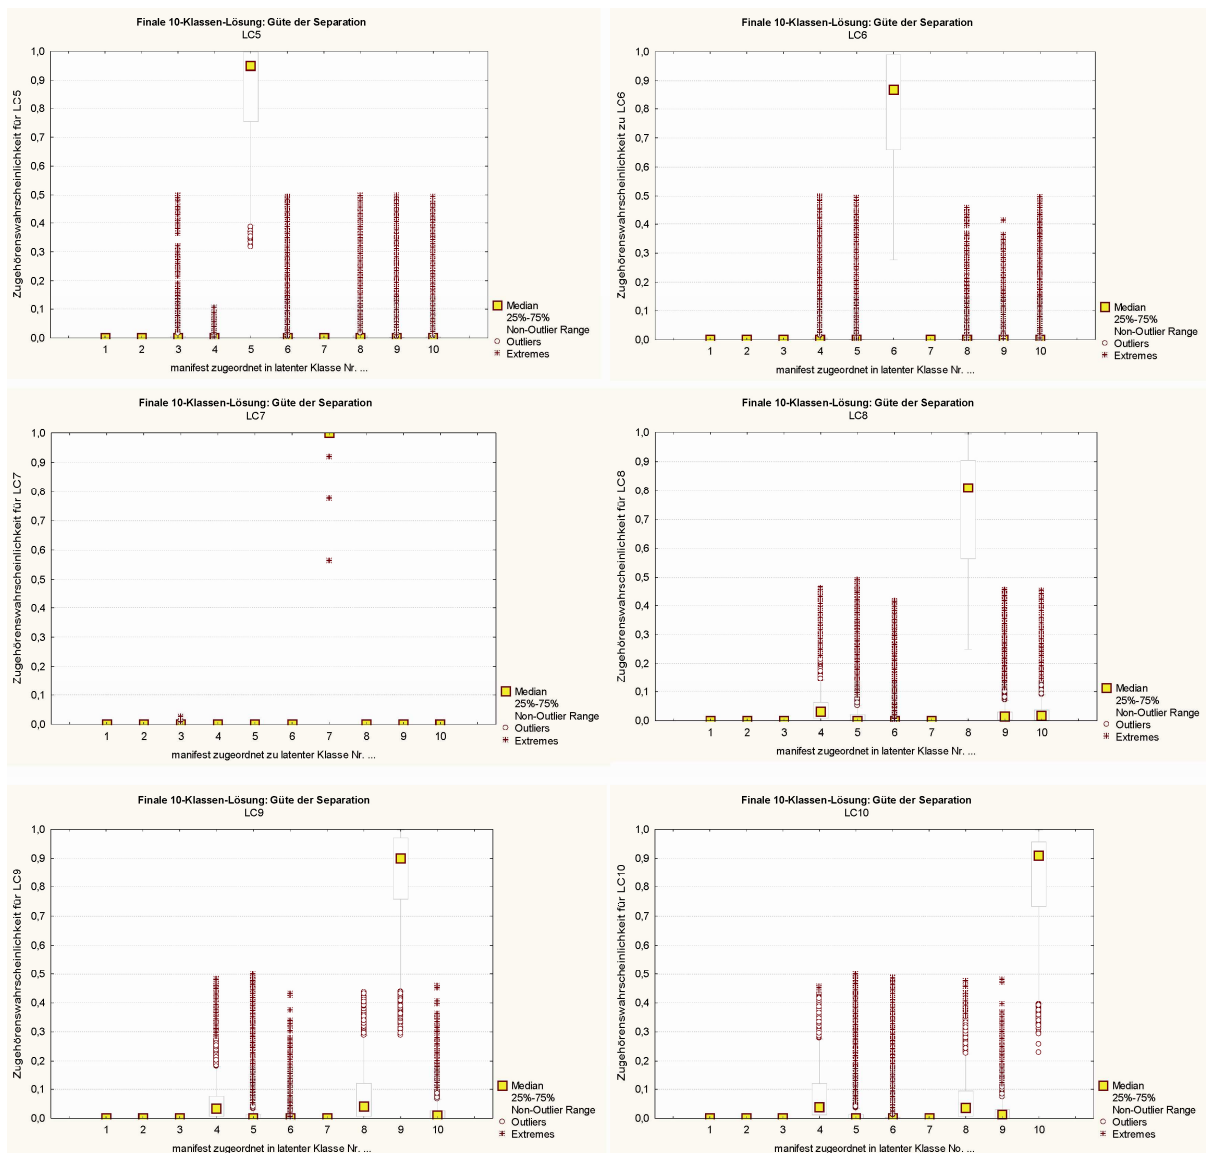 Finale 10-Klassen-Lösung: Güte der Separation
LC5
Zugehörenswahrscheinlichkeit für LC5
1,0
0,9
0,8
0,7
0,6
0,5
0,4
0,3
0,2
0,1
0,0
1 2 3 4 5 6 7 8 9 10
manifest zugeordnet in latenter Klasse Nr. ...
Median
25%-75%
Non-Outlier Range
Outliers
Extremes
Finale 10-Klassen-Lösung: Güte der Separation
LC6
Zugehörenswahrscheinlichkeit zu LC6
1,0
0,9
0,8
0,7
0,6
0,5
0,4
0,3
0,2
0,1
0,0
1 2 3 4 5 6 7 8 9 10
manifest zugeordnet in latenter Klasse Nr. ...
Median
25%-75%
Non-Outlier Range
Outliers
Extremes
Finale 10-Klassen-Lösung: Güte der Separation
LC7
Zugehörenswahrscheinlichkeit für LC7
1,0
0,9
0,8
0,7
0,6
0,5
0,4
0,3
0,2
0,1
0,0
1 2 3 4 5 6 7 8 9 10
manifest zugeordnet zu latenter Klasse Nr. ...
Median
25%-75%
Non-Outlier Range
Outliers
Extremes
Finale 10-Klassen-Lösung: Güte der Separation
LC8
Zugehörenswahrscheinlichkeit für LC8
1,0
0,9
0,8
0,7
0,6
0,5
0,4
0,3
0,2
0,1
0,0
1 2 3 4 5 6 7 8 9 10
manifest zugeordnet in latenter Klasse Nr. ...
Median
25%-75%
Non-Outlier Range
Outliers
Extremes
Finale 10-Klassen-Lösung: Güte der Separation
LC9
Zugehörenswahrscheinlichkeit für LC9
1,0
0,9
0,8
0,7
0,6
0,5
0,4
0,3
0,2
0,1
0,0
1 2 3 4 5 6 7 8 9 10
manifest zugeordnet in latenter Klasse Nr. ...
Median
25%-75%
Non-Outlier Range
Outliers
Extremes
Finale 10-Klassen-Lösung: Güte der Separation
LC10
Zugehörenswahrscheinlichkeit für LC10
1,0
0,9
0,8
0,7
0,6
0,5
0,4
0,3
0,2
0,1
0,0
1 2 3 4 5 6 7 8 9 10
manifest zugeordnet in latenter Klasse No. ...
Median
25%-75%
Non-Outlier Range
Outliers
Extremes